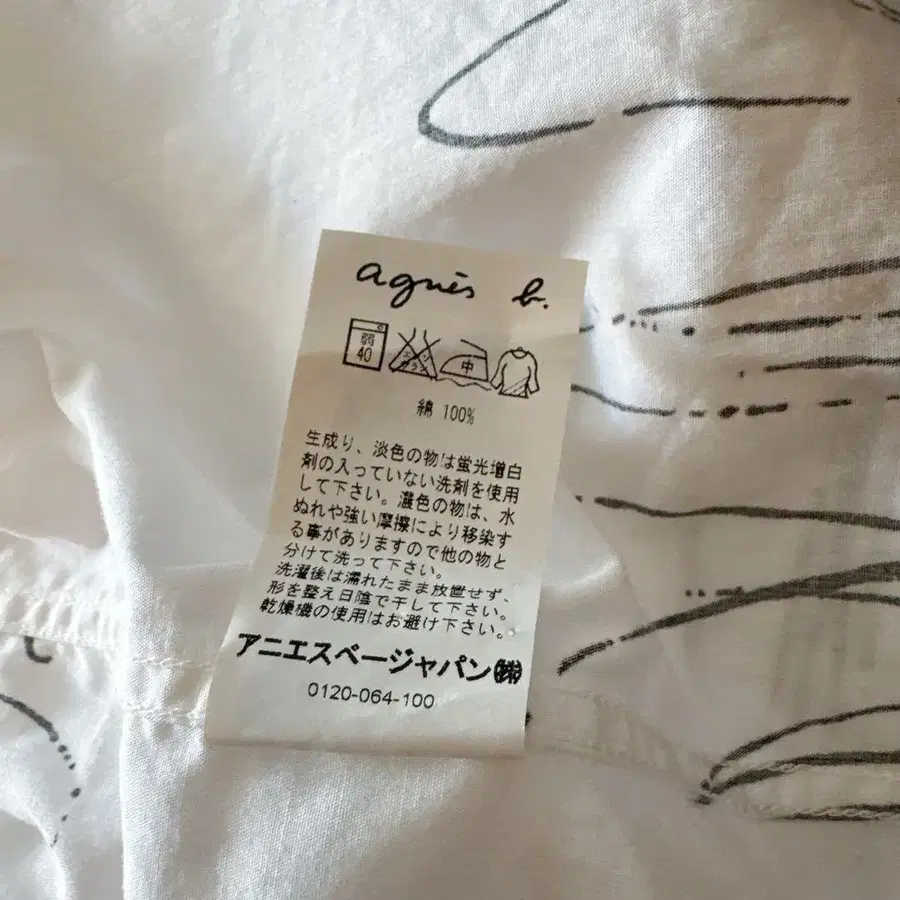 agnès b.
弱
40
エンソ
サラシ
中
綿 100%
生成り、淡色の物は蛍光増白
剤の入っていない洗剤を使用
して下さい。濃色の物は、水
ぬれや強い摩擦により移染す
る事がありますので他の物と
分けて洗って下さい。
洗濯後は濡れたまま放置せず、
形を整え日陰で干して下さい。
乾燥機の使用はお避け下さい。
アニエスベージャパン㈱
0120-064-100